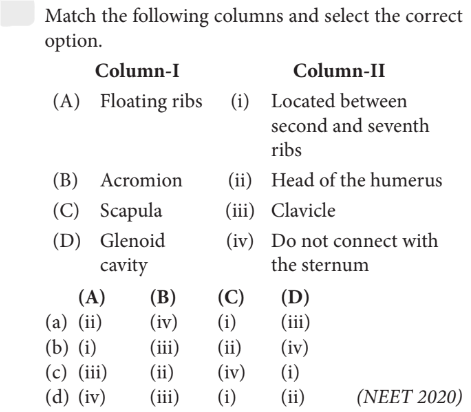 Match the following columns and select the correct
option.
Column-I Column-II
(A) Floating ribs (i) Located between
second and seventh
ribs
(B) Acromion (ii) Head of the humerus
(C) Scapula (iii) Clavicle
(D) Glenoid (iv) Do not connect with
cavity the sternum
(A) (B) (C) (D)
(a) (ii) (iv) (i) (iii)
(b) (i) (iii) (ii) (iv)
(c) (iii) (ii) (iv) (i)
(d) (iv) (iii) (i) (ii) (NEET 2020)